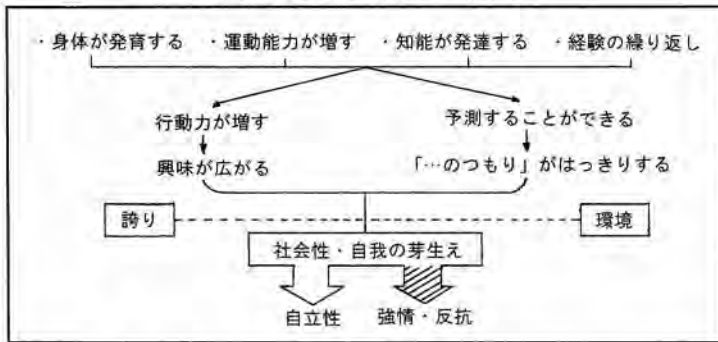 ・身体が発育する ・運動能力が増す ・知能が発達する ・経験の繰り返し
行動力が増す 予測することができる
興味が広がる 「…のつもり」がはっきりする
誇り 環境
社会性・自我の芽生え
自立性 強情・反抗